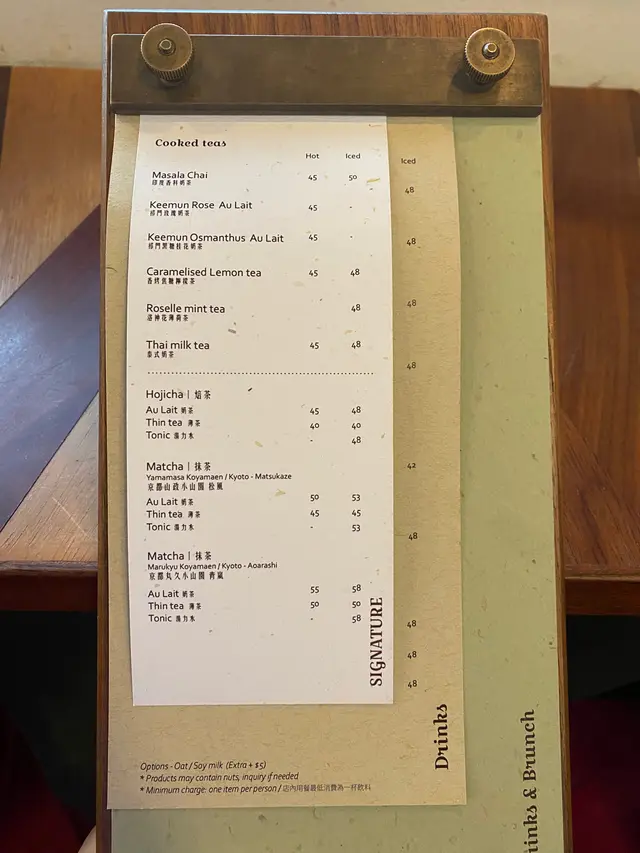 Cooked teas
Hot Iced
Masala Chai 45 50
印度香料奶茶
Keemun Rose Au Lait 45 -
祁門玫瑰奶茶
Keemun Osmanthus Au Lait 45 -
祁門黑糖桂花奶茶
Caramelised Lemon tea 45 48
香烤焦糖檸檬茶
Roselle mint tea 48
洛神花薄荷茶
Thai milk tea 45 48
泰式奶茶
Hojicha | 焙茶
Au Lait 奶茶 45 48
Thin tea 薄茶 40 40
Tonic 湯力水 - 48
Matcha | 抹茶
Yamamasa Koyamaen / Kyoto - Matsukaze
京都山政小山園 松風
Au Lait 奶茶 50 53
Thin tea 薄茶 45 45
Tonic 湯力水 - 53
Matcha | 抹茶
Marukyu Koyamaen / Kyoto - Aoarashi
京都丸久小山園 青嵐
Au Lait 奶茶 55 58
Thin tea 薄茶 50 50
Tonic 湯力水 - 58
SIGNATURE
Iced
48
48
48
48
42
48
48
48
48
Drinks
Options - Oat / Soy milk (Extra + $5)
* Products may contain nuts, inquiry if needed
* Minimum charge: one item per person / 店內用餐最低消費為一杯飲料
inks & Brunch